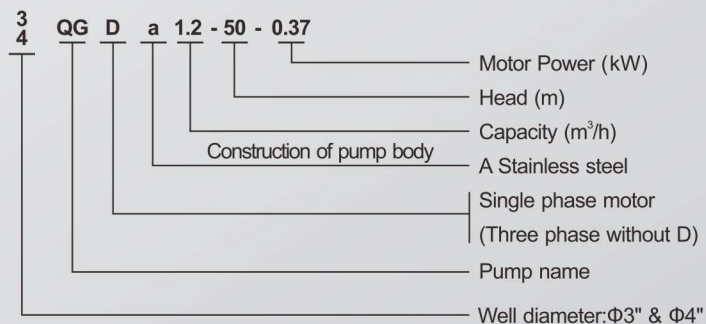 3
4 QG D a 1.2 - 50 - 0.37
Motor Power (kW)
Head (m)
Capacity (m³/h)
Construction of pump body
A Stainless steel
Single phase motor
(Three phase without D)
Pump name
Well diameter:Φ3" & Φ4"